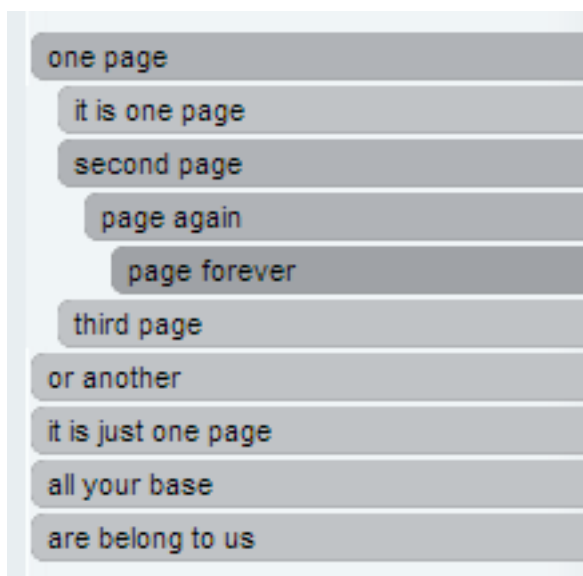 one page
it is one page
second page
page again
page forever
third page
or another
it is just one page
all your base
are belong to us